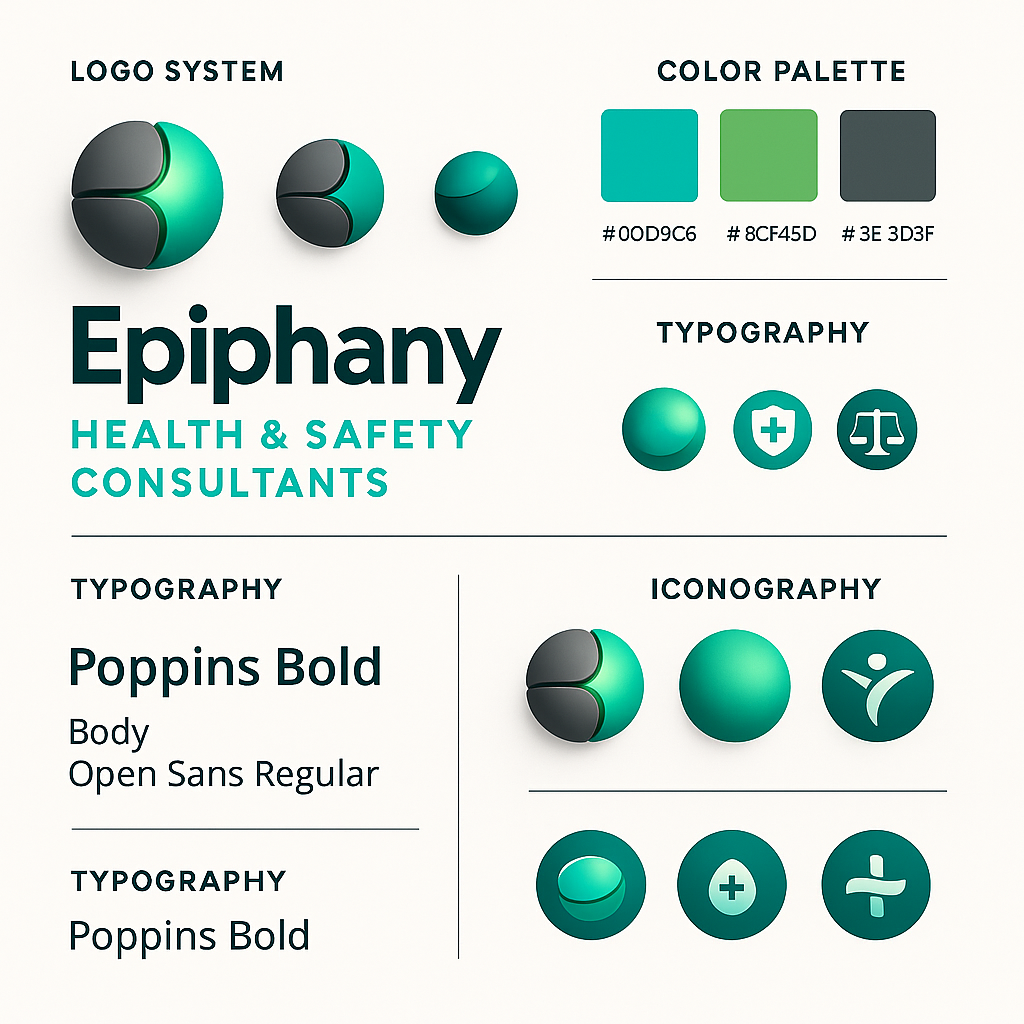 LOGO SYSTEM
Epiphany
HEALTH & SAFETY
CONSULTANTS
COLOR PALETTE
#00D9C6 #8CF45D #3E 3D3F
TYPOGRAPHY
TYPOGRAPHY
Poppins Bold
Body
Open Sans Regular
TYPOGRAPHY
Poppins Bold
ICONOGRAPHY